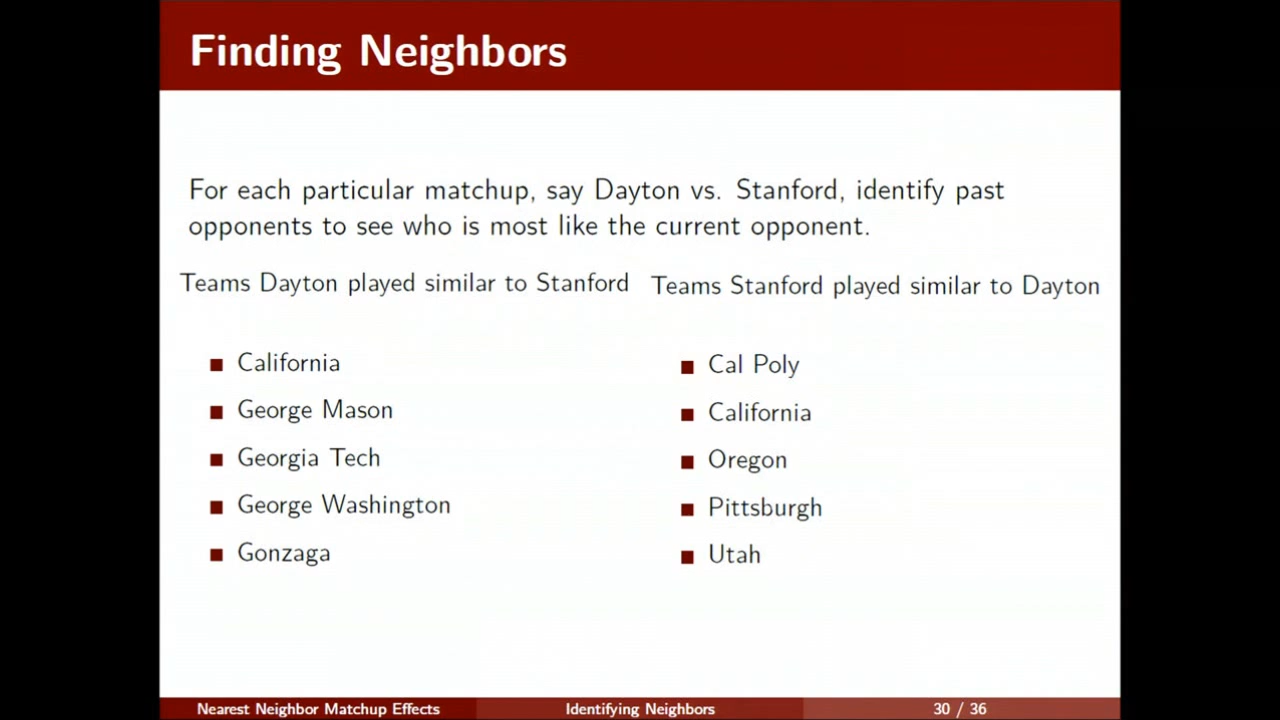 Finding Neighbors
For each particular matchup, say Dayton vs. Stanford, identify past
opponents to see who is most like the current opponent.
Teams Dayton played similar to Stanford
California
George Mason
Georgia Tech
George Washington
Gonzaga
Teams Stanford played similar to Dayton
Cal Poly
California
Oregon
Pittsburgh
Utah
Nearest Neighbor Matchup Effects
Identifying Neighbors
30 / 36